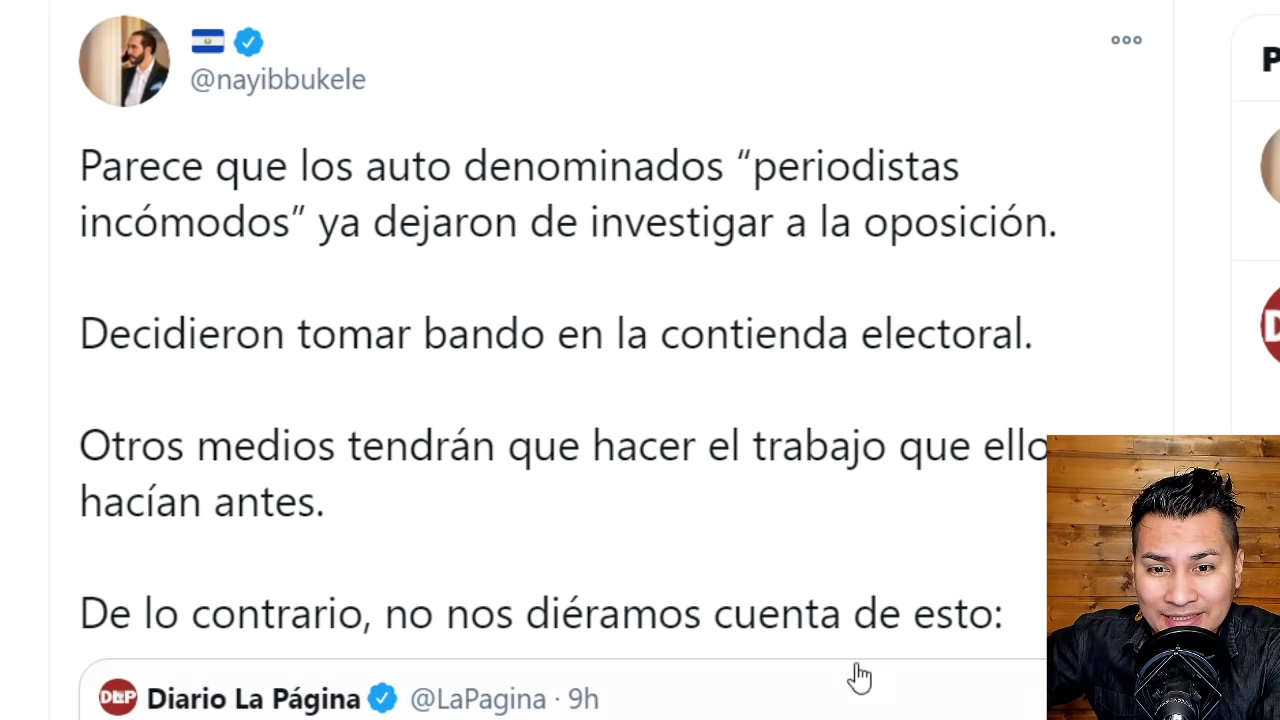 @nayibbukele
Parece que los auto denominados “periodistas
incómodos” ya dejaron de investigar a la oposición.
Decidieron tomar bando en la contienda electoral.
Otros medios tendrán que hacer el trabajo que ello
hacían antes.
De lo contrario, no nos diéramos cuenta de esto:
DLP Diario La Página @LaPagina · 9h
P
D